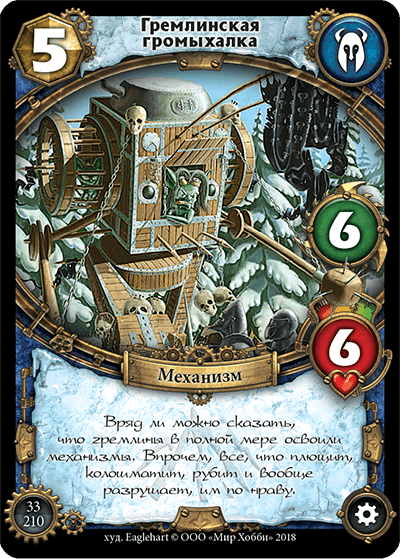 5
Гремлинская
громыхалка
6
6
Механизм
Вряд ли можно сказать,
что гремлины в полной мере освоили
механизмы. Впрочем, все, что плющит,
колошматит, рубит и вообще
разрушает, им по нраву.
33
210
худ. Eaglehart © ООО «Мир Хобби» 2018